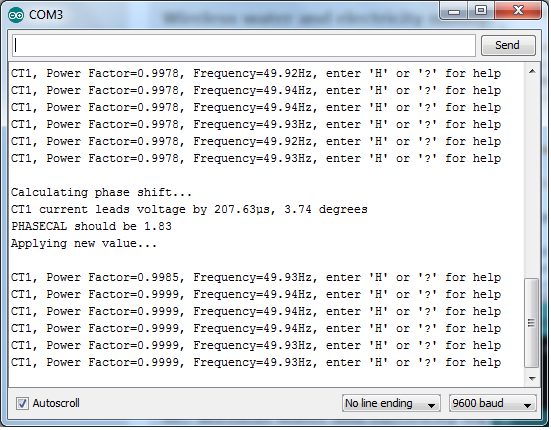 COM3
Send
CT1, Power Factor=0.9978, Frequency=49.92Hz, enter 'H' or '?' for help
CT1, Power Factor=0.9978, Frequency=49.94Hz, enter 'H' or '?' for help
CT1, Power Factor=0.9978, Frequency=49.94Hz, enter 'H' or '?' for help
CT1, Power Factor=0.9978, Frequency=49.93Hz, enter 'H' or '?' for help
CT1, Power Factor=0.9978, Frequency=49.92Hz, enter 'H' or '?' for help
CT1, Power Factor=0.9978, Frequency=49.93Hz, enter 'H' or '?' for help
Calculating phase shift...
CT1 current leads voltage by 207.63µs, 3.74 degrees
PHASECAL should be 1.83
Applying new value...
CT1, Power Factor=0.9985, Frequency=49.93Hz, enter 'H' or '?' for help
CT1, Power Factor=0.9999, Frequency=49.94Hz, enter 'H' or '?' for help
CT1, Power Factor=0.9999, Frequency=49.94Hz, enter 'H' or '?' for help
CT1, Power Factor=0.9999, Frequency=49.94Hz, enter 'H' or '?' for help
CT1, Power Factor=0.9999, Frequency=49.93Hz, enter 'H' or '?' for help
CT1, Power Factor=0.9999, Frequency=49.93Hz, enter 'H' or '?' for help
Autoscroll
No line ending
9600 baud